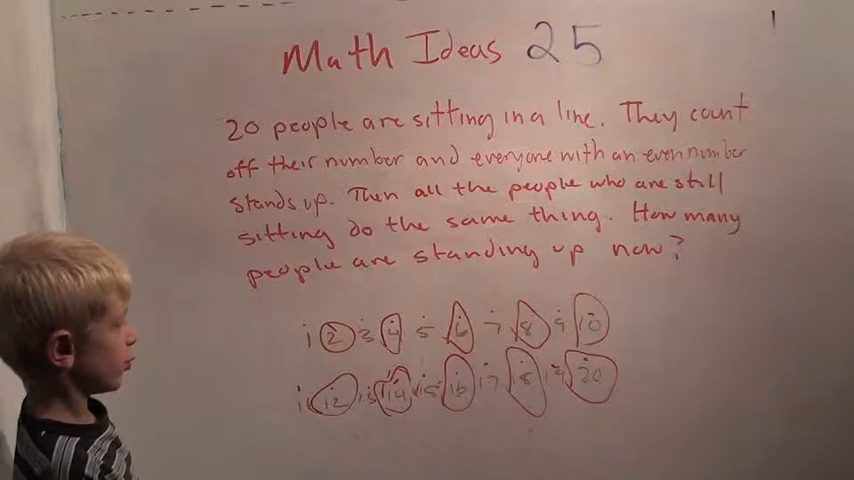 Math Ideas 25
20 people are sitting in a line. They count
off their number and everyone with an even number
stands up. Then all the people who are still
sitting do the same thing. How many
people are standing up now?
1 2 3 4 5 6 7 8 9 10
11 12 13 14 15 16 17 18 19 20